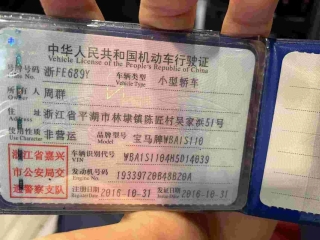 中华人民共和国机动车行驶证
Vehicle License of the People's Republic of China
号牌号码 浙FE689Y 车辆类型 小型轿车
所有人 周群
住址 浙江省平湖市林埭镇陈匠村吴家浜51号
使用性质 非营运 品牌型号 宝马牌WBA1S110
浙江省嘉兴 车辆识别代号 WBA1S1104HSD14039
VIN
市公安局交 发动机号码 19339720848B20A
Engine No.
通警察支队 注册日期 2016-10-31 发证日期 2016-10-31